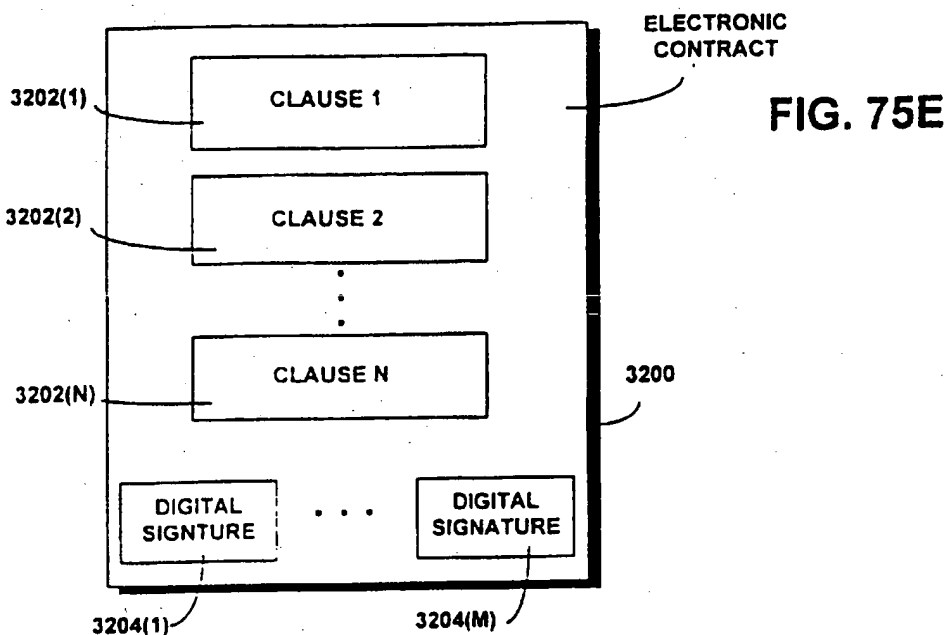 ELECTRONIC
CONTRACT
FIG. 75E
3202(1)
CLAUSE 1
3202(2)
CLAUSE 2
3202(N)
CLAUSE N
3200
DIGITAL
SIGNTURE
DIGITAL
SIGNATURE
3204(1)
3204(M)